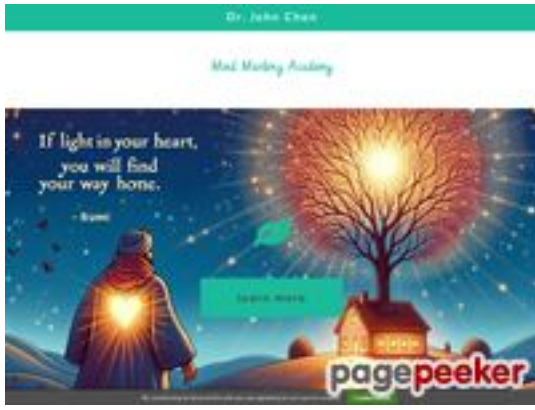 Dr. John Chen
Mind Mastery Academy
If light in your heart,
you will find
your way home.
- Rumi
learn more
pagepeeker